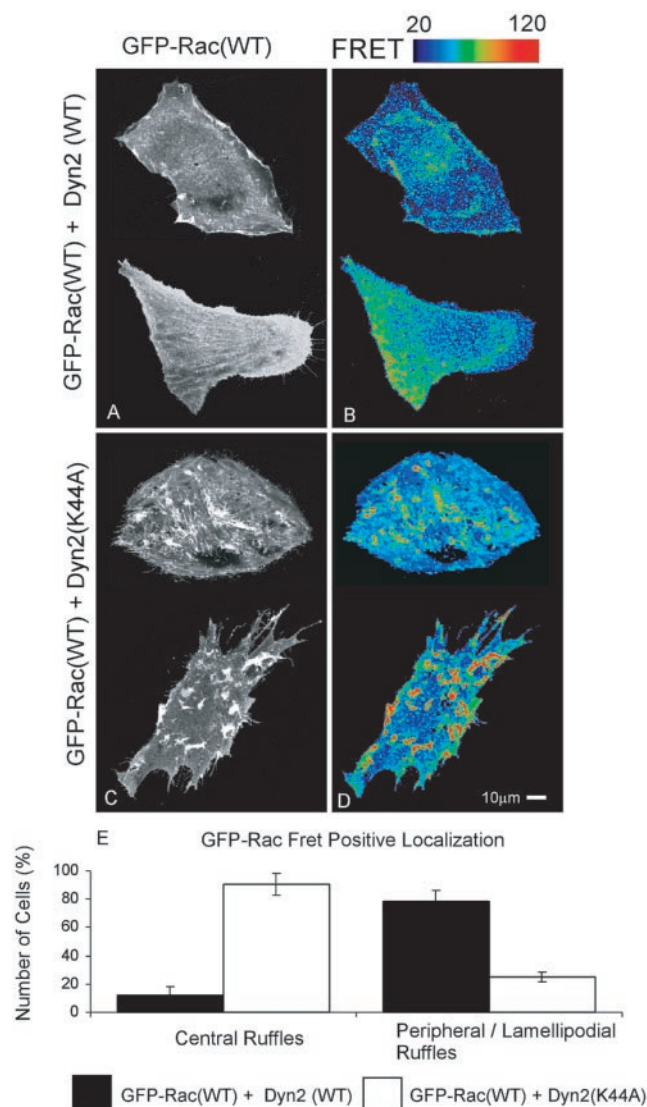 GFP-Rac(WT)
FRET
20 120
GFP-Rac(WT) + Dyn2 (WT)
A
B
GFP-Rac(WT) + Dyn2(K44A)
C
D
10µm
E
GFP-Rac Fret Positive Localization
Number of Cells (%)
100
80
60
40
20
0
Central Ruffles
Peripheral / Lamellipodial
Ruffles
GFP-Rac(WT) + Dyn2 (WT)
GFP-Rac(WT) + Dyn2(K44A)